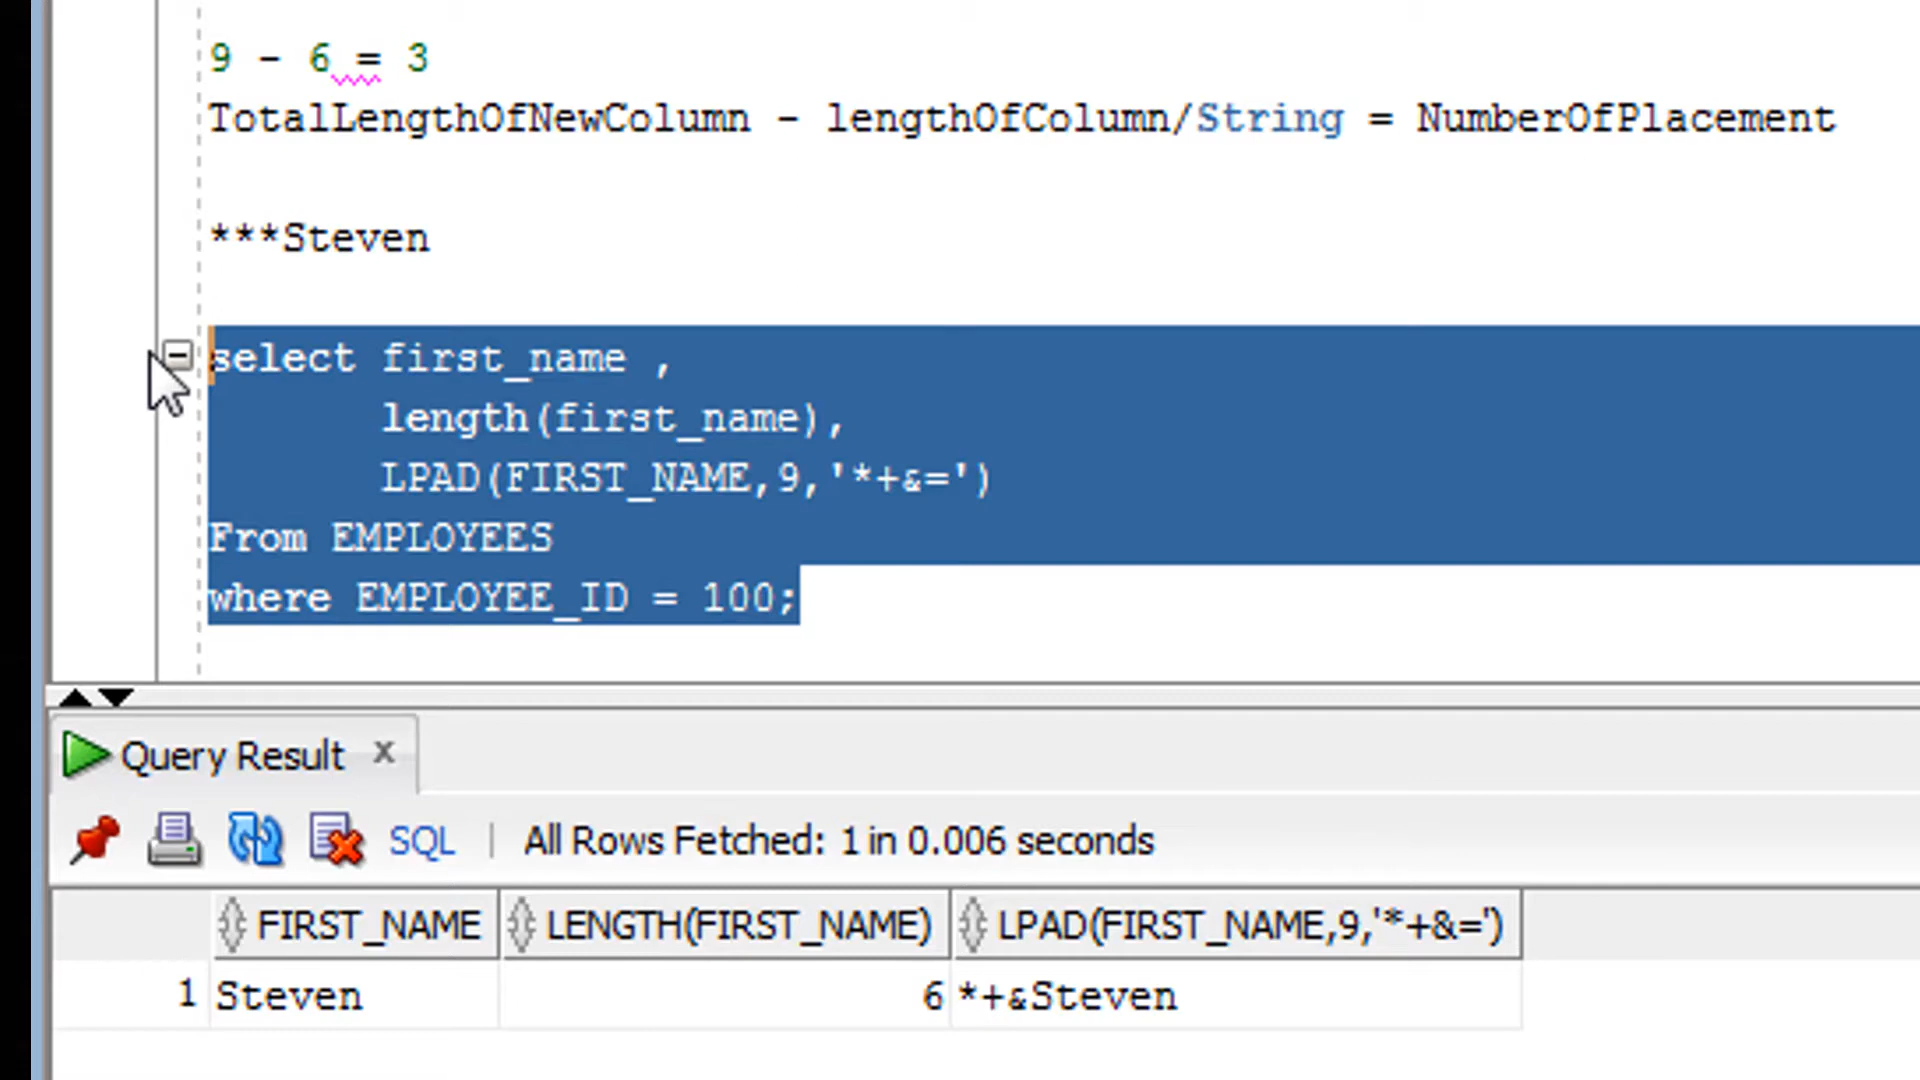 9 - 6 = 3
TotalLengthOfNewColumn - lengthOfColumn/String = NumberOfPlacement
***Steven
select first_name ,
length(first_name),
LPAD(FIRST_NAME,9,'*+&=')
From EMPLOYEES
where EMPLOYEE_ID = 100;
Query Result x
SQL | All Rows Fetched: 1 in 0.006 seconds
FIRST_NAME LENGTH(FIRST_NAME) LPAD(FIRST_NAME,9,'*+&=')
1 Steven 6 *+&Steven